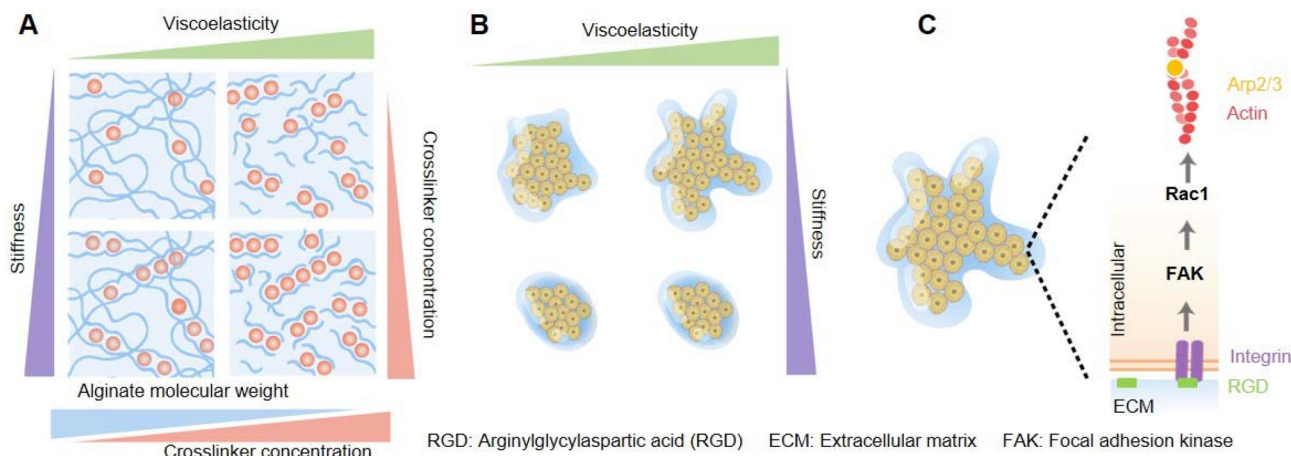 A
Viscoelasticity
Stiffness
Crosslinker concentration
Alginate molecular weight
Crosslinker concentration
B
Viscoelasticity
Stiffness
C
Arp2/3
Actin
Rac1
FAK
Intracellular
Integrin
RGD
ECM
RGD: Arginylglycylaspartic acid (RGD) ECM: Extracellular matrix FAK: Focal adhesion kinase